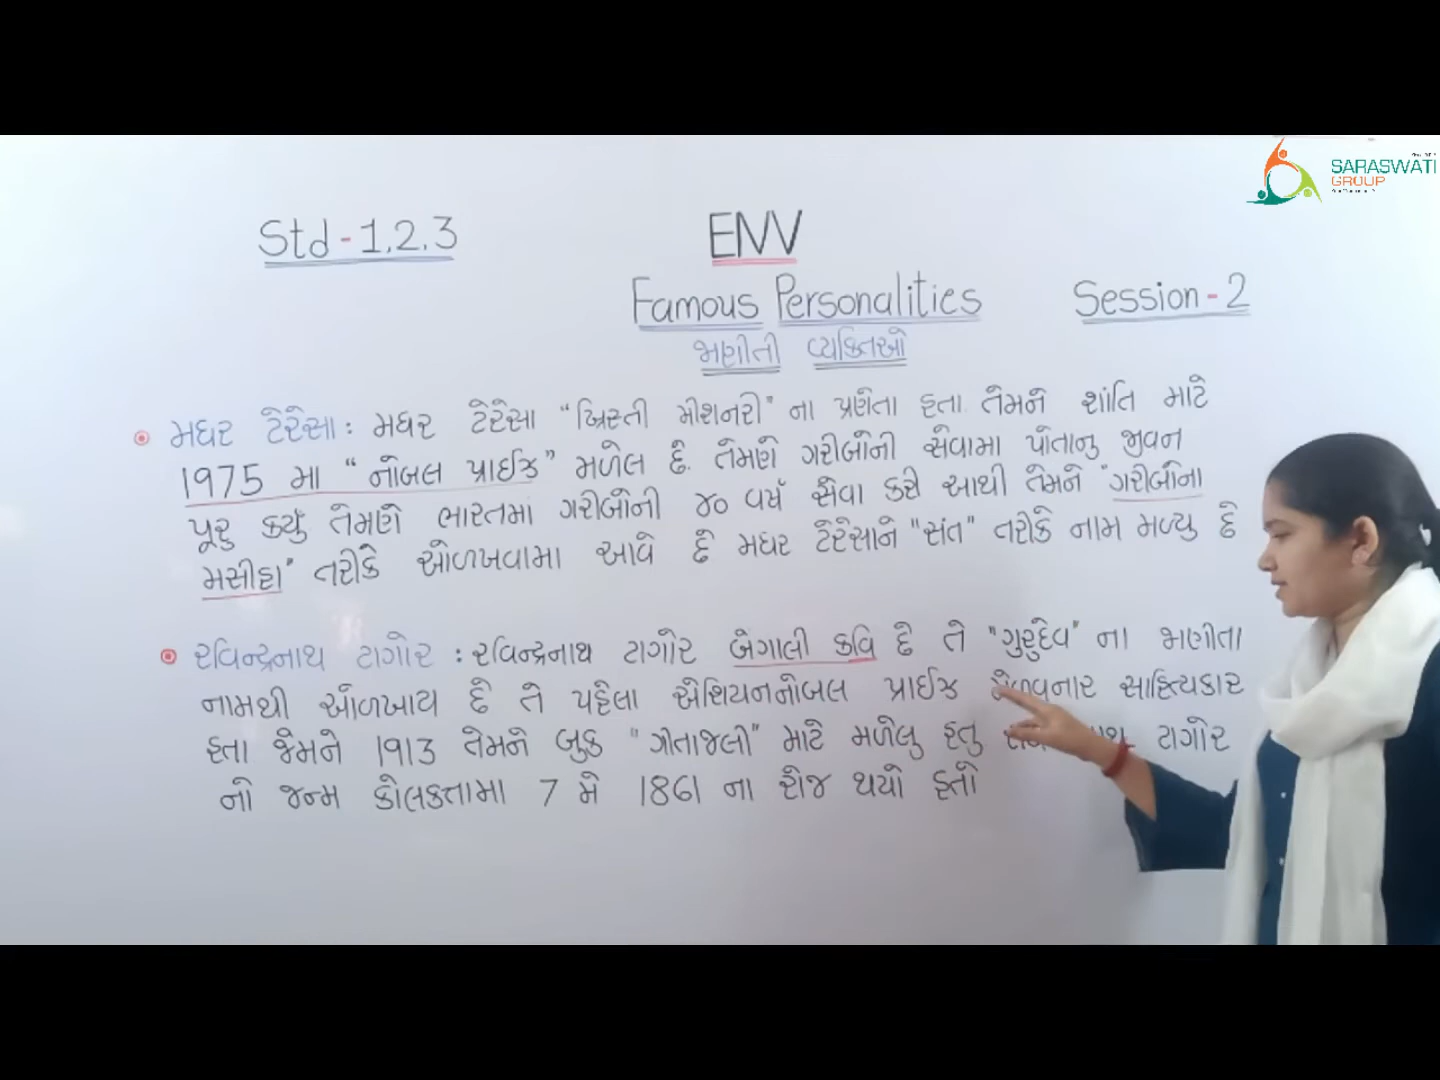 SARASWATI
GROUP
Std-1,2,3
ENV
Famous Personalities
Session-2
જાણીતી વ્યક્તિઓ
મધર ટેરેસા: મધર ટેરેસા "ખ્રિસ્તી મીશનરી" ના પ્રણેતા હતા. તેમને શાંતિ માટે
1975 મા "નોબલ પ્રાઈઝ" મળેલ છે. તેમણે ગરીબોની સેવામા પોતાનુ જીવન
પૂરુ કર્યુ તેમણે ભારતમાં ગરીબોની ૪૦ વર્ષ સેવા કરી આથી તેમને "ગરીબોના
મસીહા" તરીકે ઓળખવામા આવે છે મધર ટેરેસાને "સંત" તરીકે નામ મળ્યુ છે
રવિન્દ્રનાથ ટાગોર : રવિન્દ્રનાથ ટાગોર બેગાલી કવિ છે તે "ગુરુદેવ" ના જાણીતા
નામથી ઓળખાય છે તે પહેલા એશિયનનોબલ પ્રાઈઝ મેળવનાર સાહિત્યકાર
હતા જેમને 1913 તેમને બુક "ગીતાજલી" માટે મળેલુ હતુ ટાગોર
નો જન્મ કોલકત્તામા 7 મે 1861 ના રોજ થયો હતો